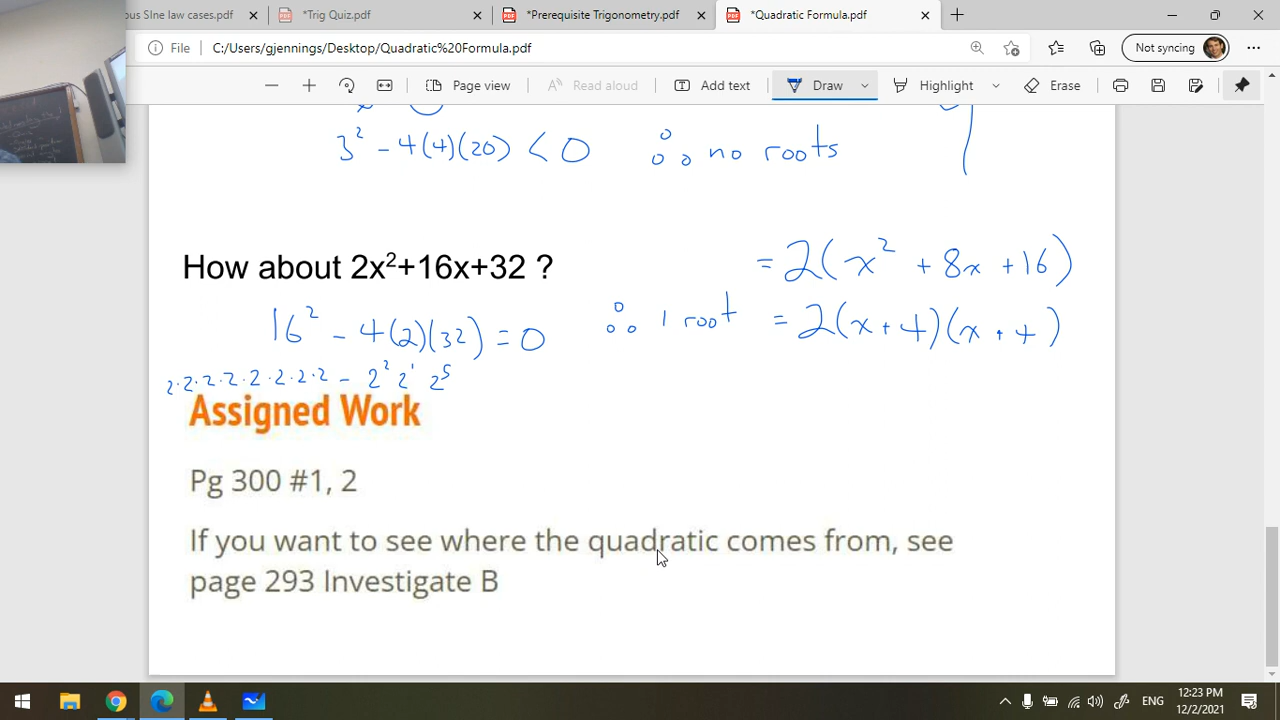 ous SIne law cases.pdf
*Trig Quiz.pdf
*Prerequisite Trigonometry.pdf
*Quadratic Formula.pdf
File
C:/Users/gjennings/Desktop/Quadratic%20Formula.pdf
Not syncing
Page view
Read aloud
Add text
Draw
Highlight
Erase
3² - 4(4)(20) < 0 ∴ no roots
How about 2x²+16x+32 ?
= 2(x² + 8x + 16)
16² - 4(2)(32) = 0 ∴ 1 root
= 2(x + 4)(x + 4)
2·2·2·2·2·2·2·2 - 2² 2¹ 2⁵
Assigned Work
Pg 300 #1, 2
If you want to see where the quadratic comes from, see
page 293 Investigate B
ENG
12:23 PM
12/2/2021